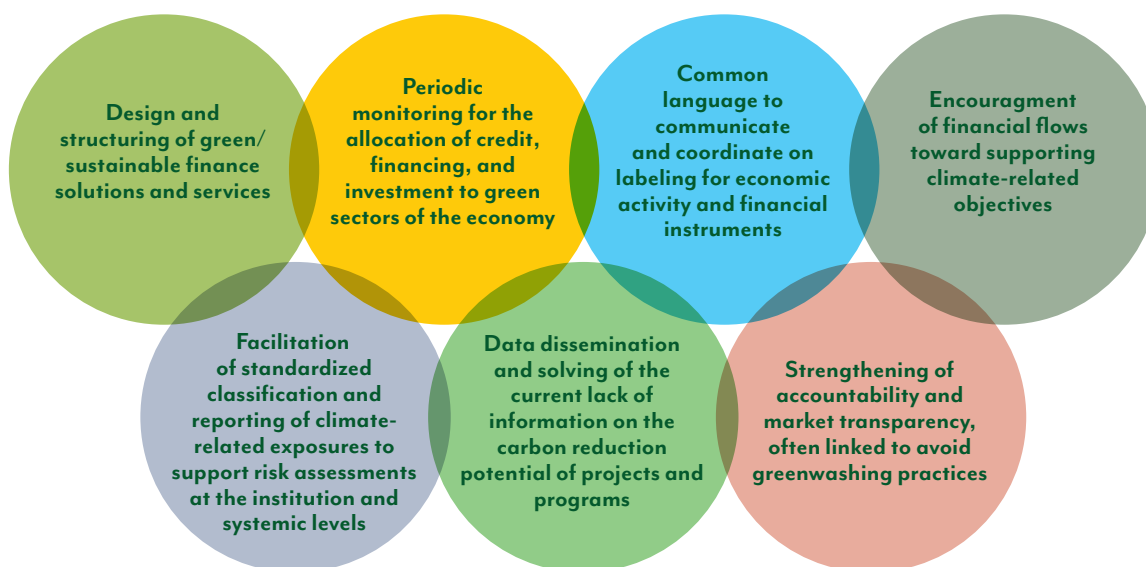 Design and
structuring of green/
sustainable finance
solutions and services
Periodic
monitoring for the
allocation of credit,
financing, and
investment to green
sectors of the economy
Common
language to
communicate
and coordinate on
labeling for economic
activity and financial
instruments
Encouragment
of financial flows
toward supporting
climate-related
objectives
Facilitation
of standardized
classification and
reporting of climate-
related exposures to
support risk assessments
at the institution and
systemic levels
Data dissemination
and solving of the
current lack of
information on the
carbon reduction
potential of projects and
programs
Strengthening of
accountability and
market transparency,
often linked to avoid
greenwashing practices